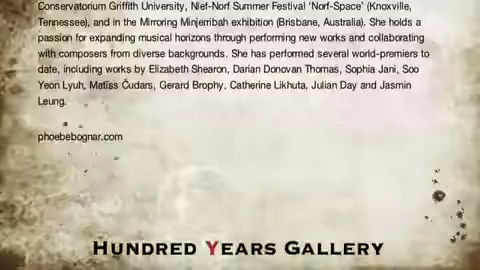 Conservatorium Griffith University, Nief-Norf Summer Festival 'Norf-Space' (Knoxville,
Tennessee), and in the Mirroring Minjerribah exhibition (Brisbane, Australia). She holds a
passion for expanding musical horizons through performing new works and collaborating
with composers from diverse backgrounds. She has performed several world-premiers to
date, including works by Elizabeth Shearon, Darian Donovan Thomas, Sophia Jani, Soo
Yeon Lyuh, Matīss Čudars, Gerard Brophy, Catherine Likhuta, Julian Day and Jasmin
Leung.
phoebebognar.com
HUNDRED YEARS GALLERY